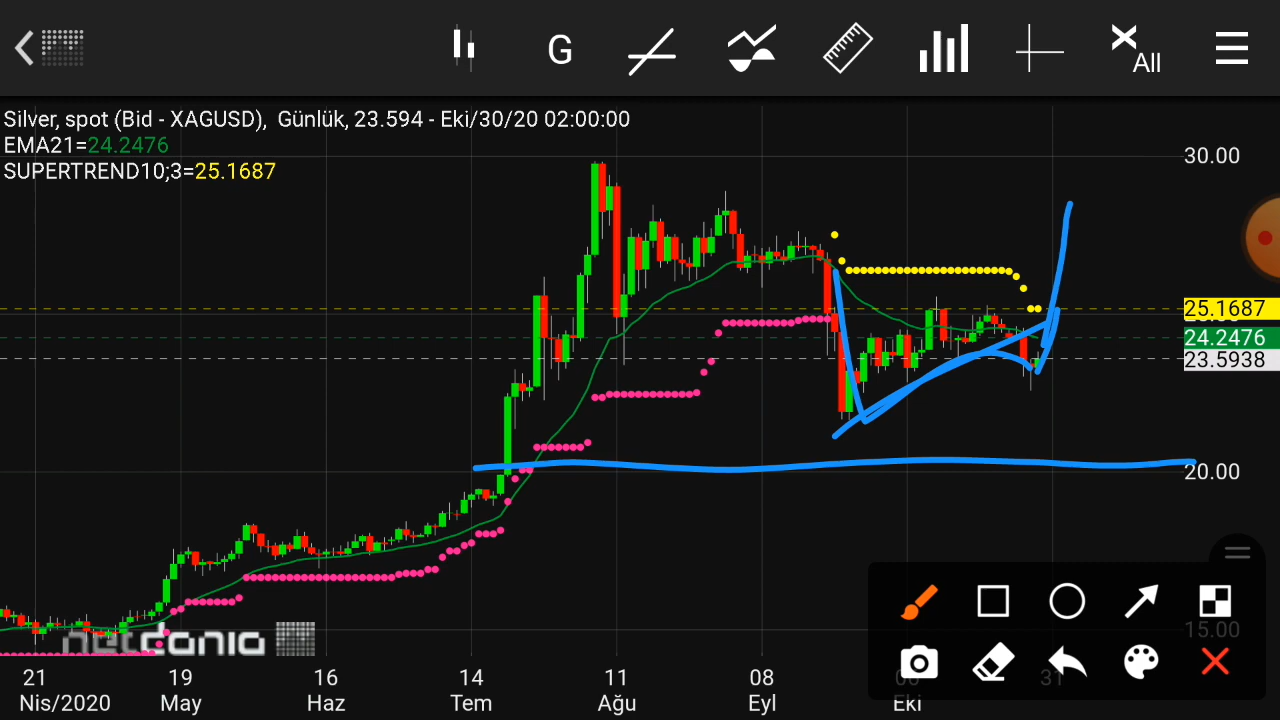 G
All
Silver, spot (Bid - XAGUSD), Günlük, 23.594 - Eki/30/20 02:00:00
EMA21=24.2476
SUPERTREND10;3=25.1687
30.00
25.1687
24.2476
23.5938
20.00
15.00
netdania
21 19 16 14 11 08 06 31
Nis/2020 May Haz Tem Ağu Eyl Eki